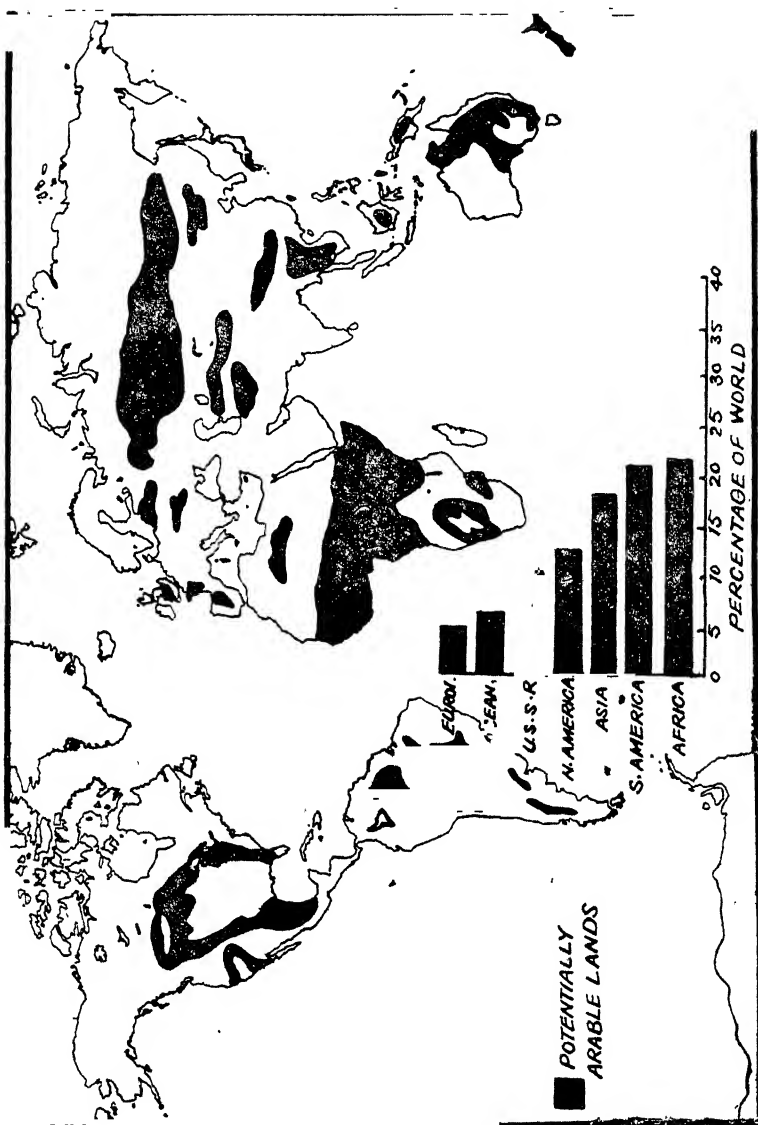 EUROP.
U.S.S.R
N. AMERICA
ASIA
S. AMERICA
AFRICA
0 5 10 15 20 25 30 35 40
PERCENTAGE OF WORLD
POTENTIALLY
ARABLE LANDS